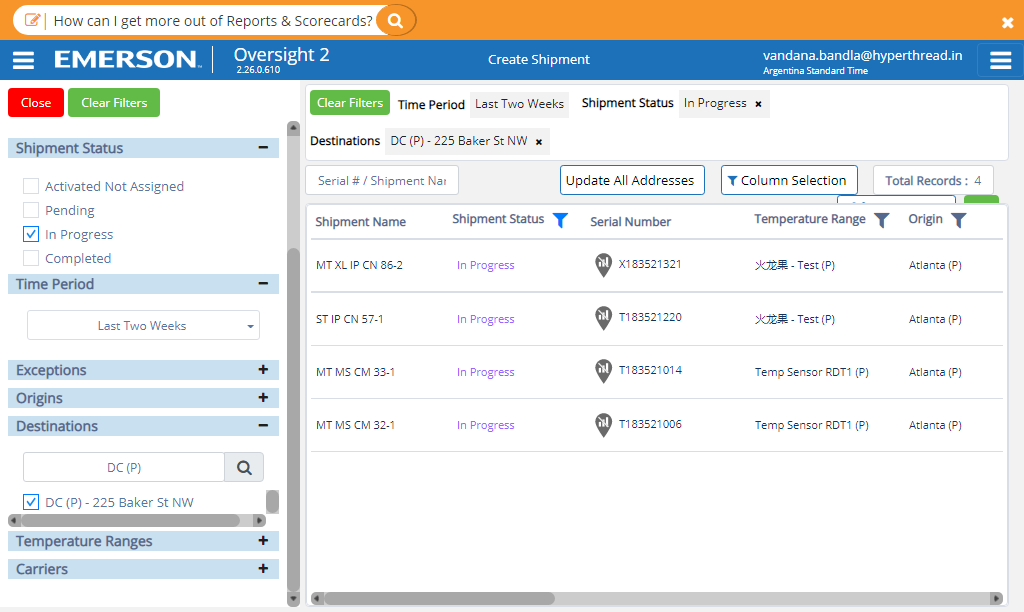 How can I get more out of Reports & Scorecards?
EMERSON
Oversight 2
2.26.0.610
Create Shipment
vandana.bandla@hyperthread.in
Argentina Standard Time
Close
Clear Filters
Shipment Status
Activated Not Assigned
Pending
In Progress
Completed
Time Period
Last Two Weeks
Exceptions
Origins
Destinations
DC (P)
DC (P) - 225 Baker St NW
Temperature Ranges
Carriers
Clear Filters Time Period Last Two Weeks Shipment Status In Progress ×
Destinations DC (P) - 225 Baker St NW ×
Serial # / Shipment Nar Update All Addresses Column Selection Total Records : 4
Shipment Name Shipment Status Serial Number Temperature Range Origin
MT XL IP CN 86-2 In Progress X183521321 火龙果 - Test (P) Atlanta (P)
ST IP CN 57-1 In Progress T183521220 火龙果 - Test (P) Atlanta (P)
MT MS CM 33-1 In Progress T183521014 Temp Sensor RDT1 (P) Atlanta (P)
MT MS CM 32-1 In Progress T183521006 Temp Sensor RDT1 (P) Atlanta (P)